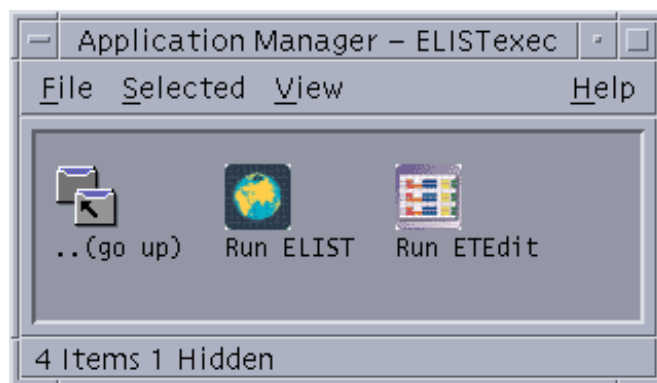 Application Manager – ELISTexec
File Selected View Help
..(go up) Run ELIST Run ETEdit
4 Items 1 Hidden